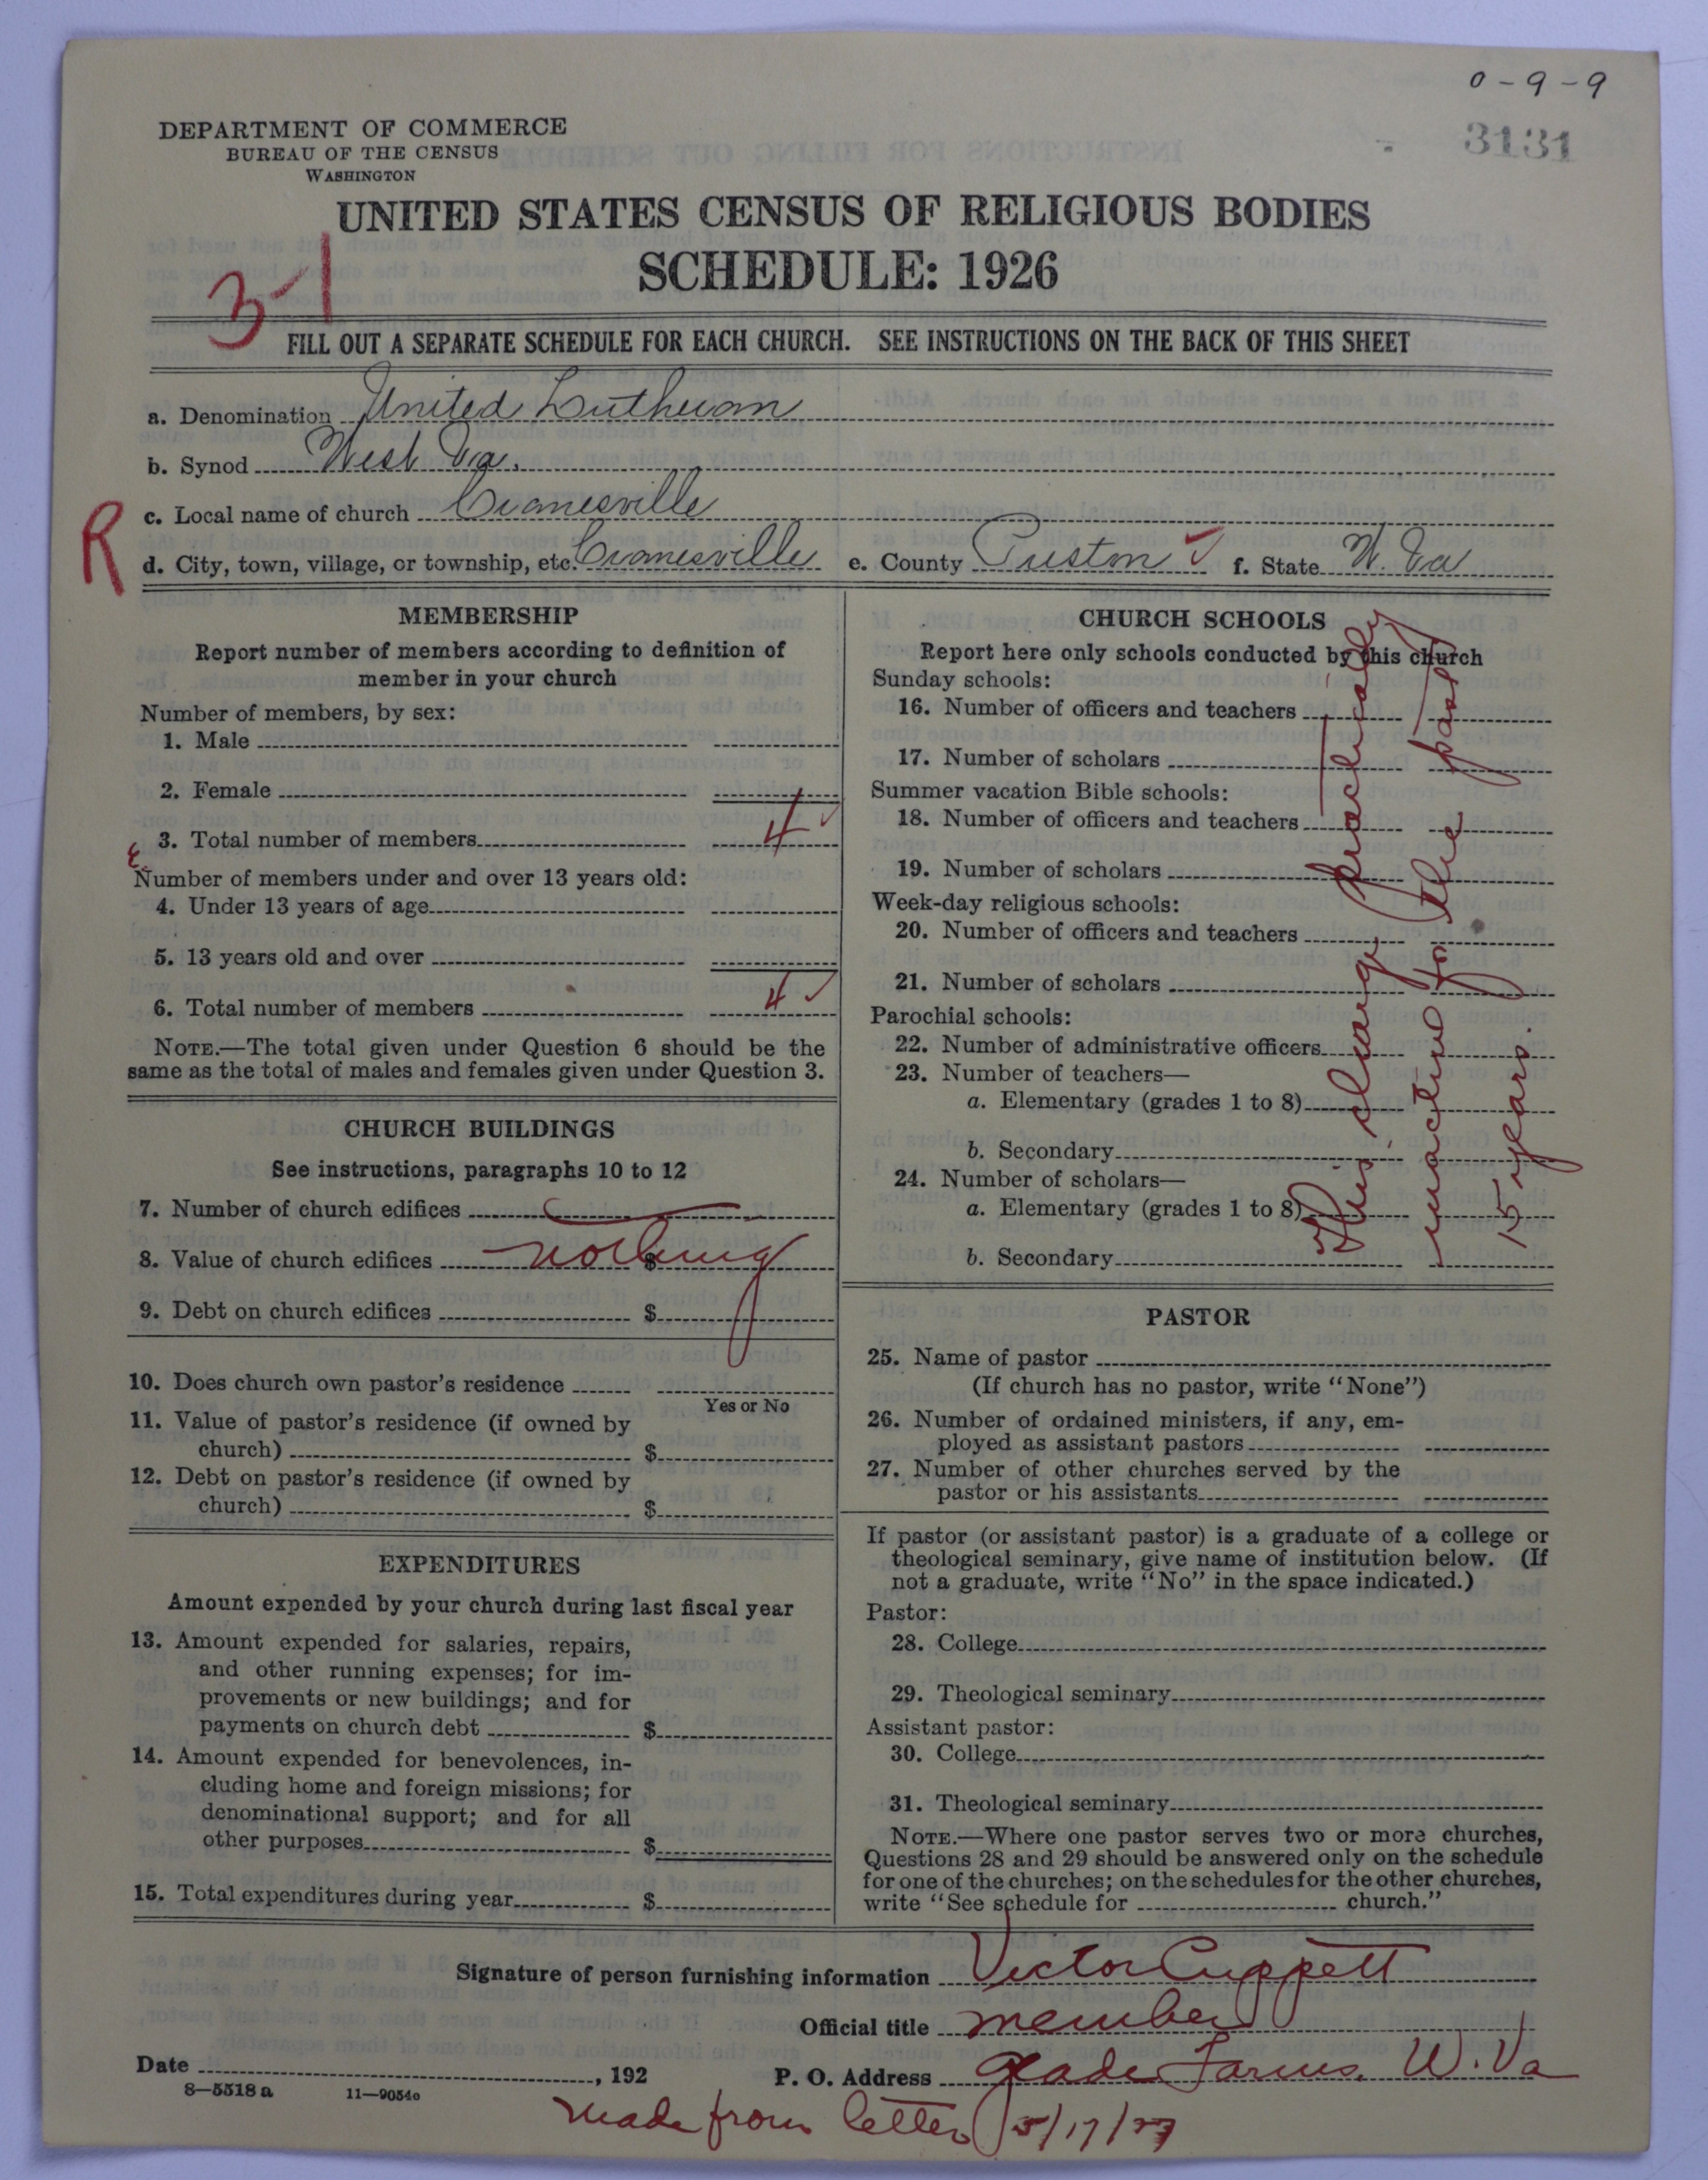 0-9-9
3131
DEPARTMENT OF COMMERCE
BUREAU OF THE CENSUS
WASHINGTON
UNITED STATES CENSUS OF RELIGIOUS BODIES
SCHEDULE: 1926
3-1
FILL OUT A SEPARATE SCHEDULE FOR EACH CHURCH. SEE INSTRUCTIONS ON THE BACK OF THIS SHEET
a. Denomination United Lutheran
b. Synod West Va.
R
c. Local name of church Cranesville
d. City, town, village, or township, etc. Cranesville e. County Preston ✓ f. State W. Va
MEMBERSHIP
Report number of members according to definition of
member in your church
Number of members, by sex:
1. Male
2. Female
3. Total number of members 4 ✓
Number of members under and over 13 years old:
4. Under 13 years of age
5. 13 years old and over
6. Total number of members 4 ✓
NOTE.—The total given under Question 6 should be the
same as the total of males and females given under Question 3.
CHURCH BUILDINGS
See instructions, paragraphs 10 to 12
7. Number of church edifices
8. Value of church edifices $ nothing
9. Debt on church edifices $
10. Does church own pastor's residence
Yes or No
11. Value of pastor's residence (if owned by
church) $
12. Debt on pastor's residence (if owned by
church) $
EXPENDITURES
Amount expended by your church during last fiscal year
13. Amount expended for salaries, repairs,
and other running expenses; for im-
provements or new buildings; and for
payments on church debt $
14. Amount expended for benevolences, in-
cluding home and foreign missions; for
denominational support; and for all
other purposes $
15. Total expenditures during year $
CHURCH SCHOOLS
Report here only schools conducted by this church
Sunday schools:
16. Number of officers and teachers
17. Number of scholars
Summer vacation Bible schools:
18. Number of officers and teachers
19. Number of scholars
Week-day religious schools:
20. Number of officers and teachers
21. Number of scholars
Parochial schools:
22. Number of administrative officers
23. Number of teachers—
a. Elementary (grades 1 to 8)
b. Secondary
24. Number of scholars—
a. Elementary (grades 1 to 8)
b. Secondary
This charge practically
inactive for the past
15 years.
PASTOR
25. Name of pastor
(If church has no pastor, write "None")
26. Number of ordained ministers, if any, em-
ployed as assistant pastors
27. Number of other churches served by the
pastor or his assistants
If pastor (or assistant pastor) is a graduate of a college or
theological seminary, give name of institution below. (If
not a graduate, write "No" in the space indicated.)
Pastor:
28. College
29. Theological seminary
Assistant pastor:
30. College
31. Theological seminary
NOTE.—Where one pastor serves two or more churches,
Questions 28 and 29 should be answered only on the schedule
for one of the churches; on the schedules for the other churches,
write "See schedule for church."
Signature of person furnishing information Victor Cuppett
Official title member
Date , 192 P. O. Address Glade Farms, W. Va
8—5518 a 11—9054o
Made from letter 5/17/27